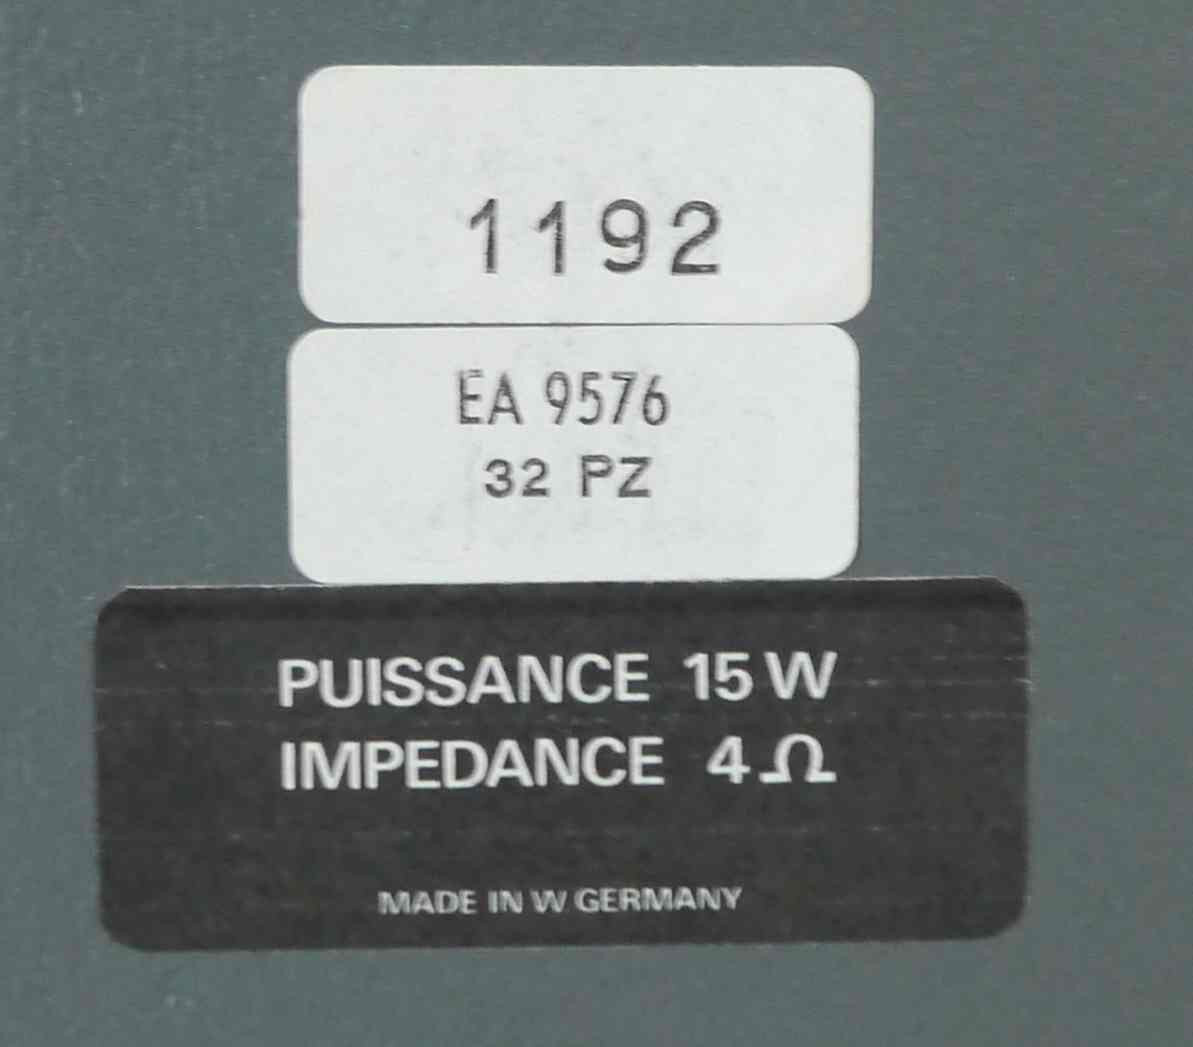 1192
EA 9576
32 PZ
PUISSANCE 15 W
IMPEDANCE 4 Ω
MADE IN W GERMANY